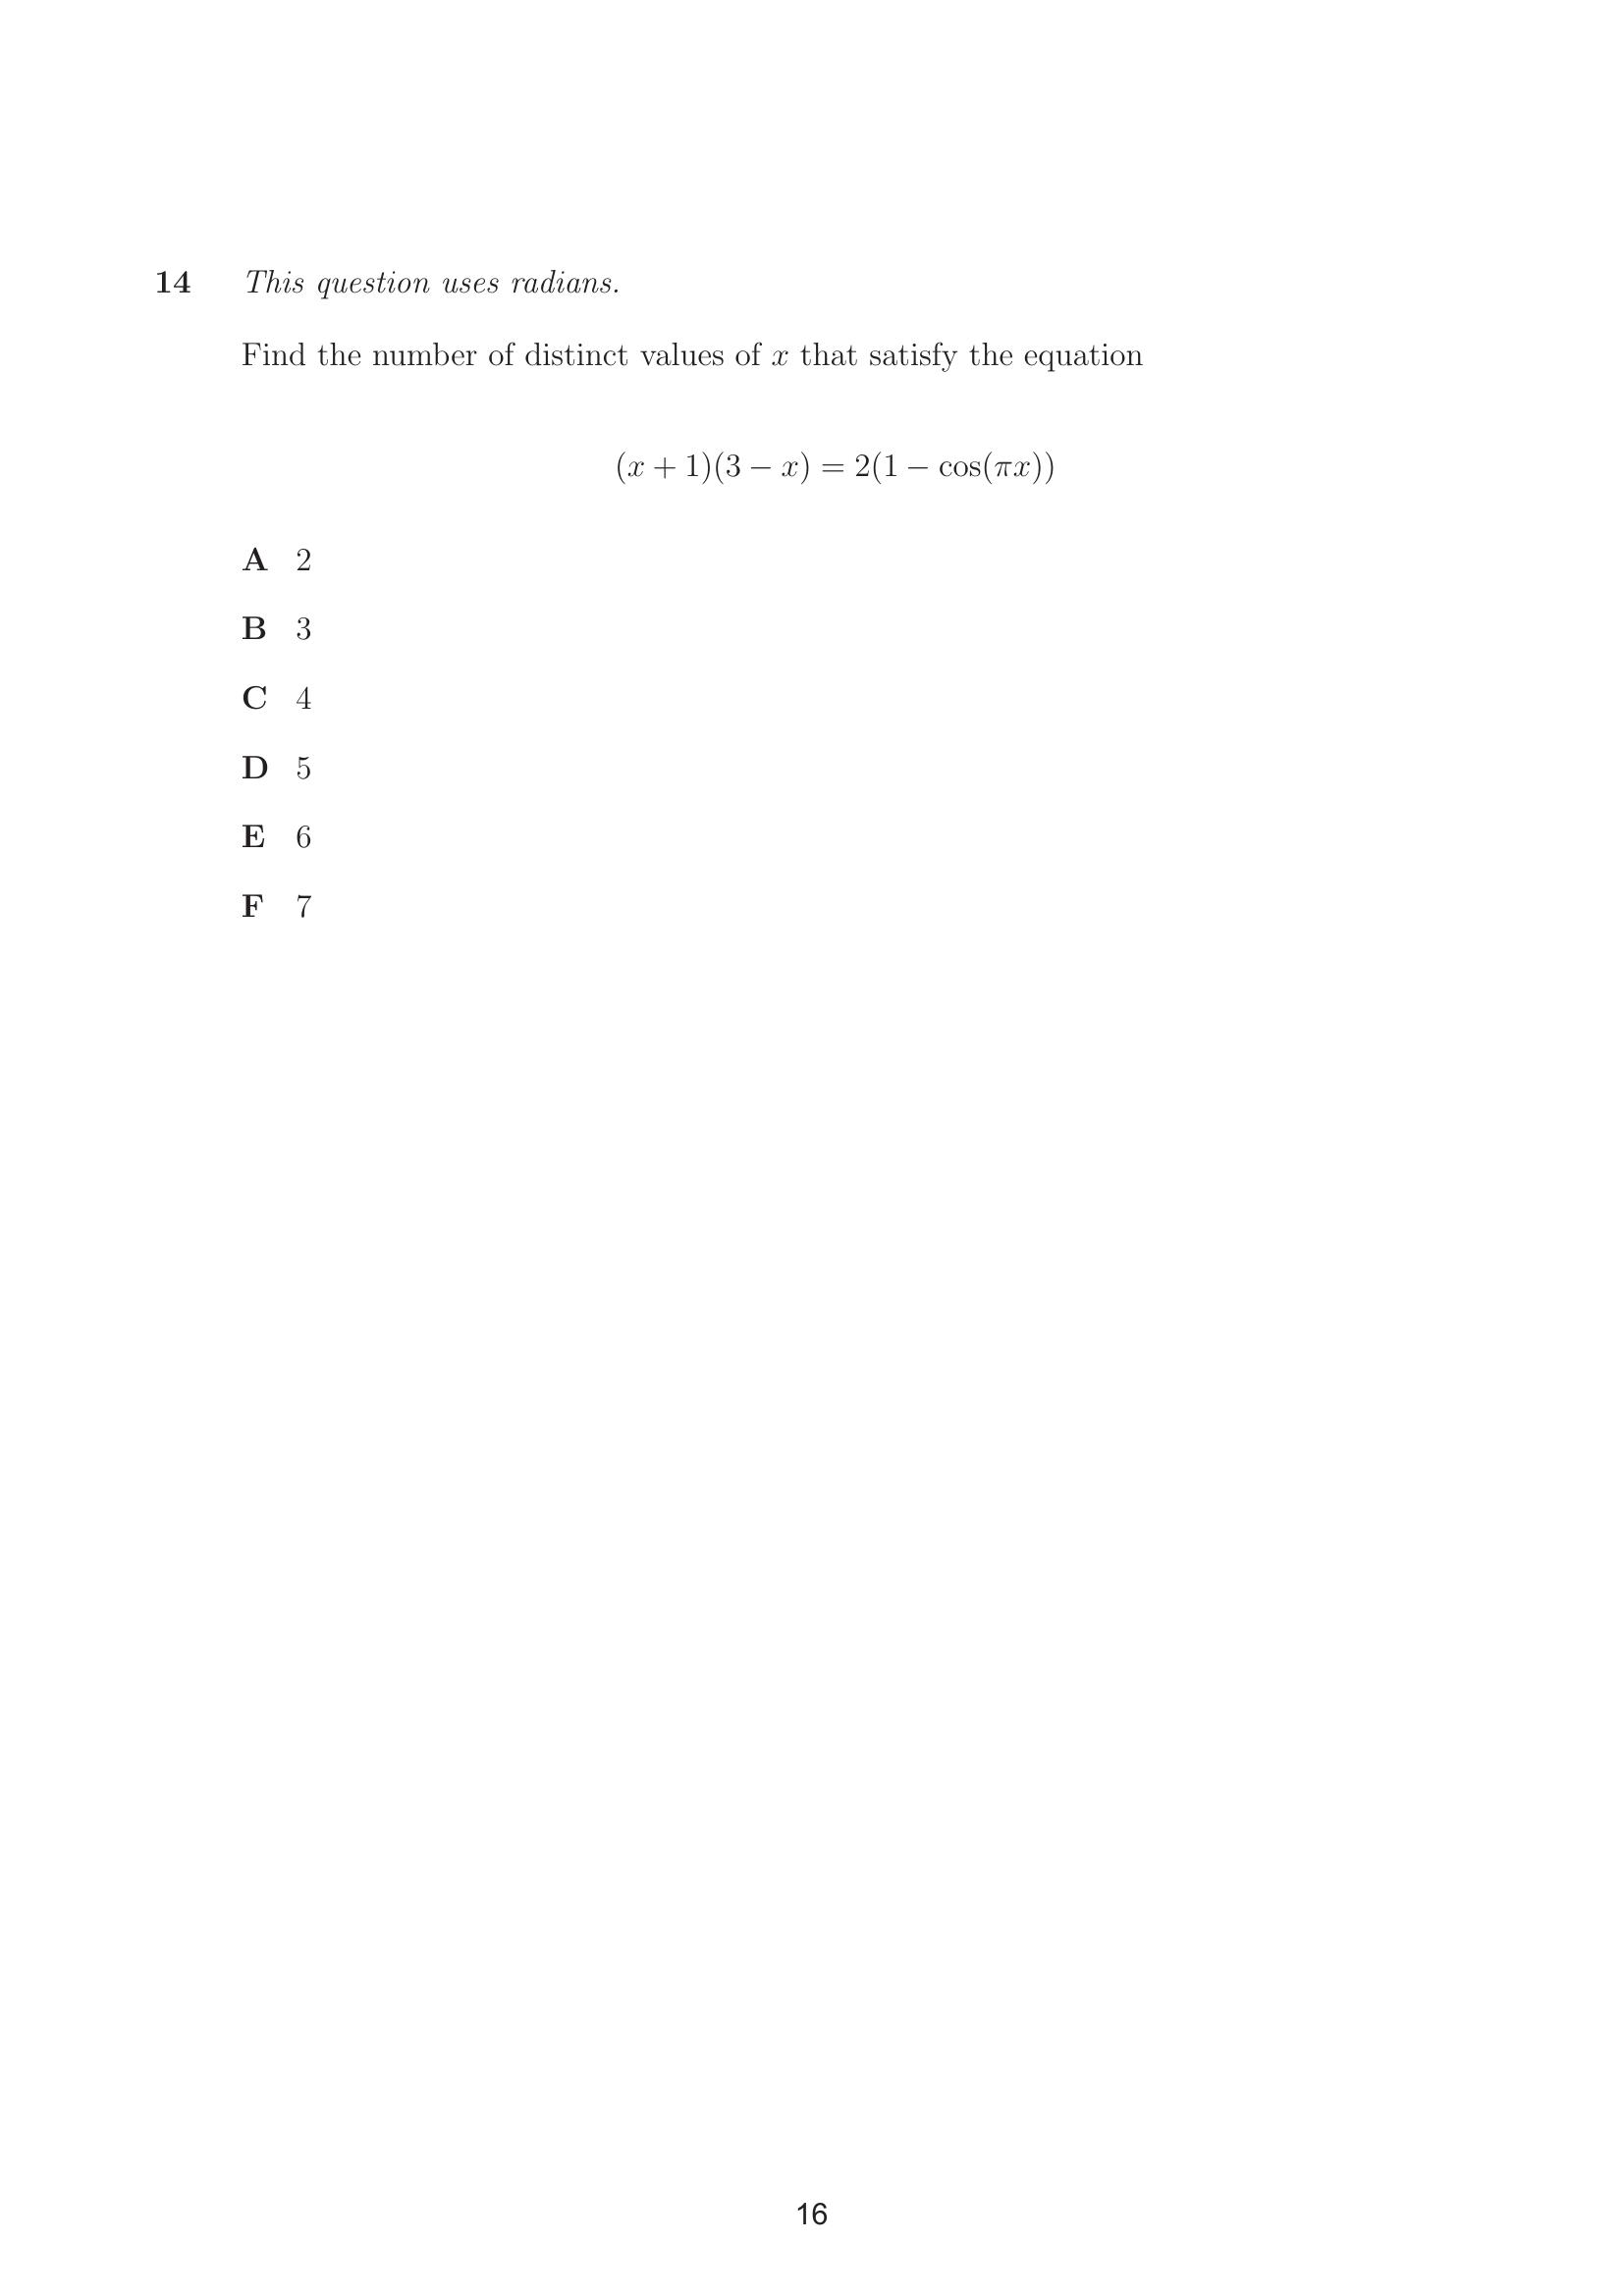 14 This question uses radians.
Find the number of distinct values of x that satisfy the equation
(x + 1)(3 − x) = 2(1 − cos(πx))
A 2
B 3
C 4
D 5
E 6
F 7
16